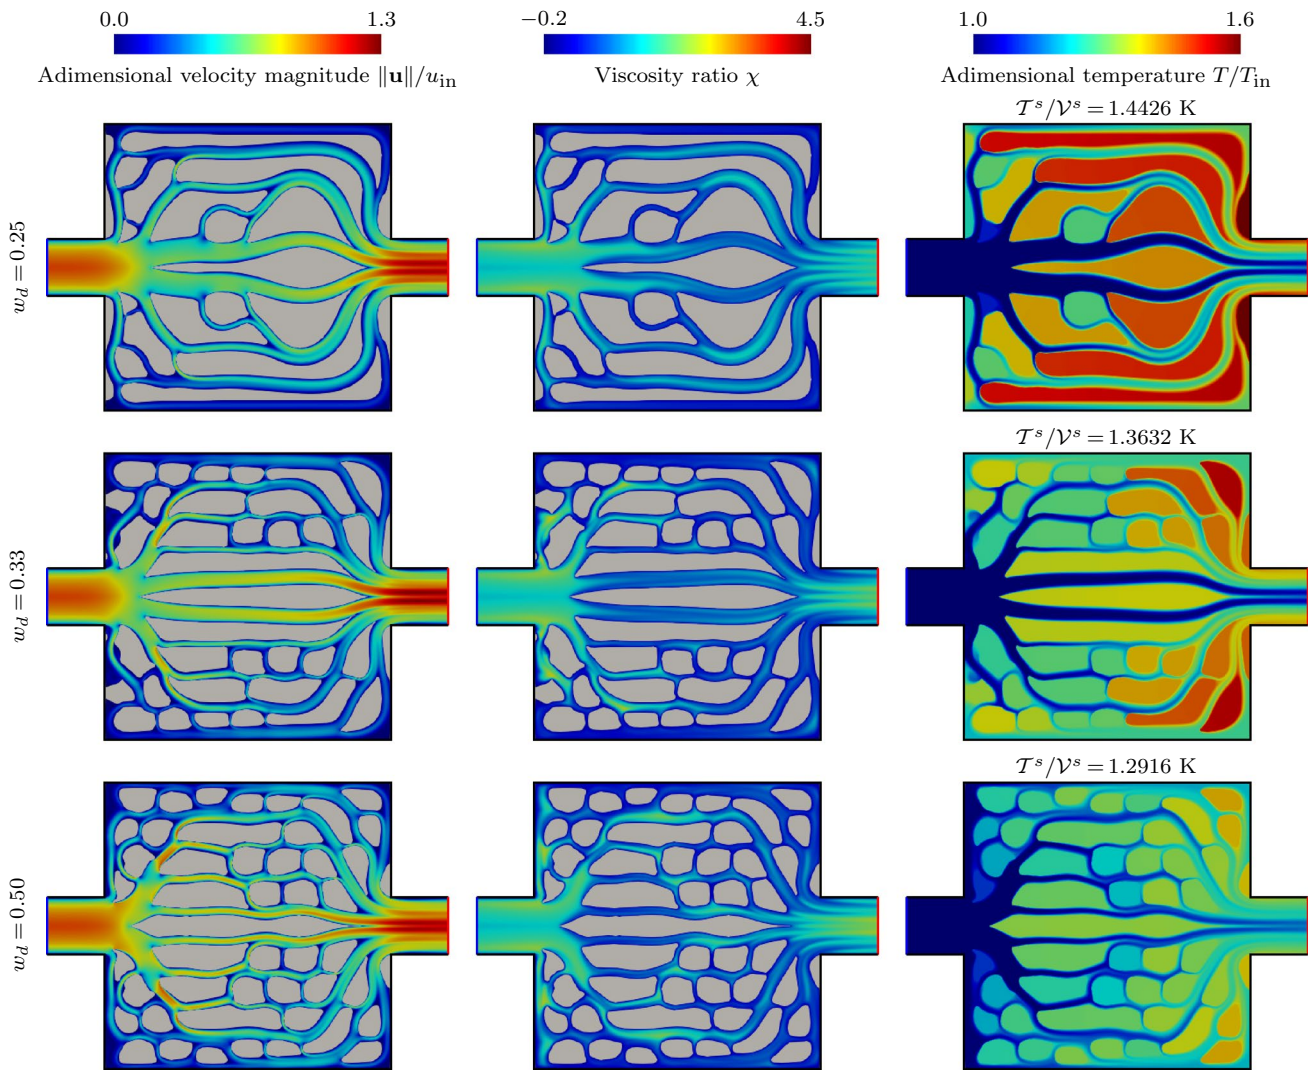 0.0 1.3
Adimensional velocity magnitude ‖𝐮‖/u_in
−0.2 4.5
Viscosity ratio χ
1.0 1.6
Adimensional temperature T/T_in
w_d = 0.25
𝒯^s/𝒱^s = 1.4426 K
w_d = 0.33
𝒯^s/𝒱^s = 1.3632 K
w_d = 0.50
𝒯^s/𝒱^s = 1.2916 K